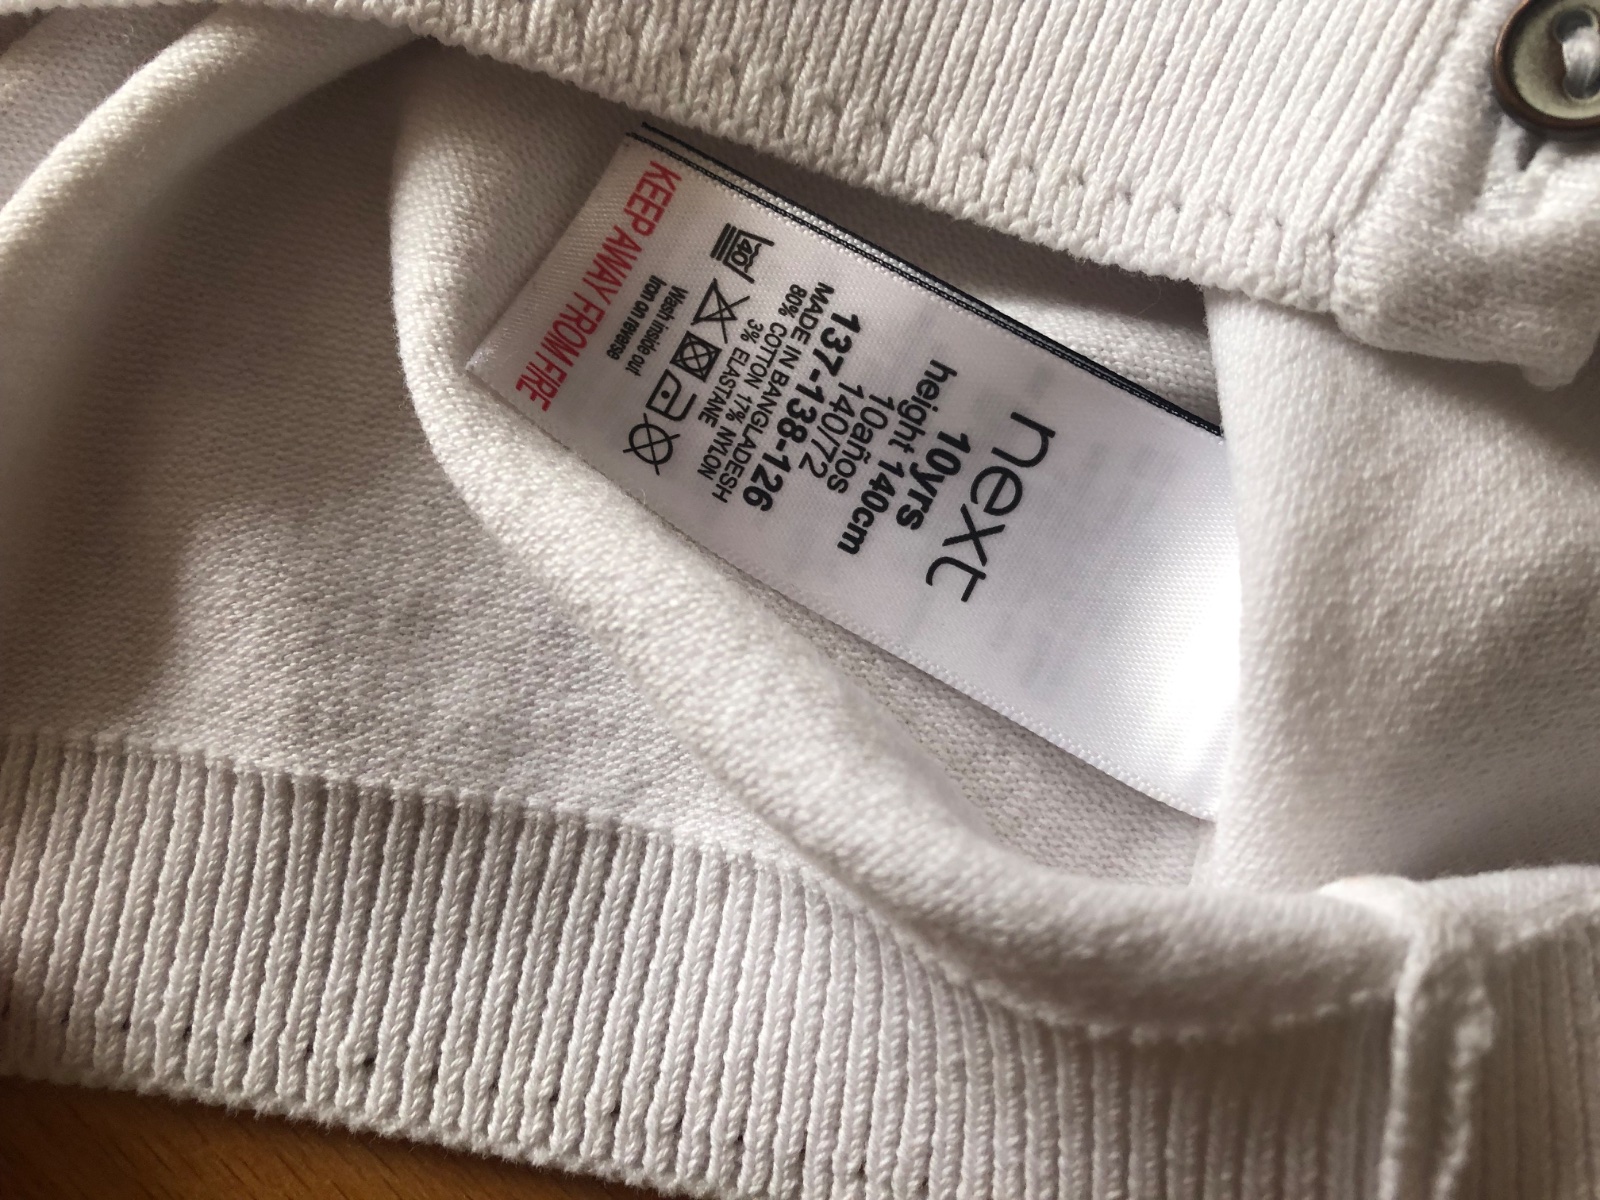 next
10yrs
height 140cm
10años
140/72
137-138-126
MADE IN BANGLADESH
80% COTTON 17% NYLON
3% ELASTANE
40
Wash inside out
Iron on reverse
KEEP AWAY FROM FIRE